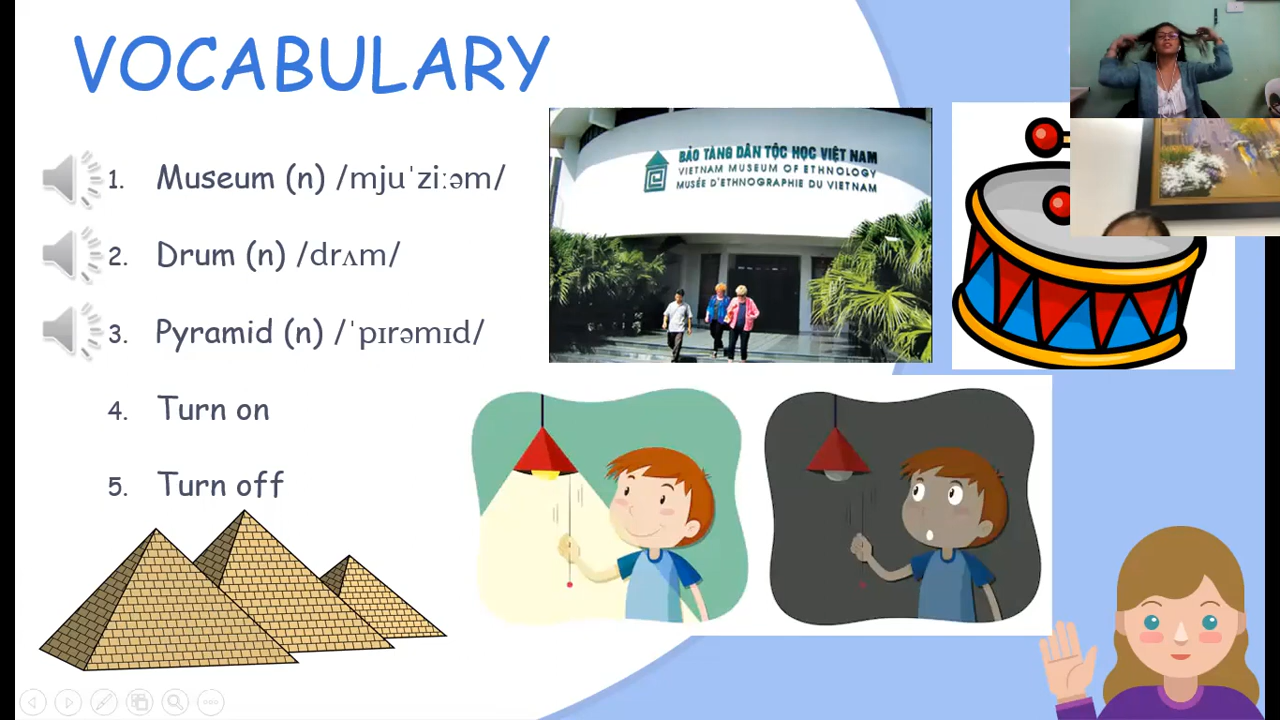 VOCABULARY
1. Museum (n) /mjuˈziːəm/
2. Drum (n) /drʌm/
3. Pyramid (n) /ˈpɪrəmɪd/
4. Turn on
5. Turn off
BẢO TÀNG DÂN TỘC HỌC VIỆT NAM
VIETNAM MUSEUM OF ETHNOLOGY
MUSÉE D'ETHNOGRAPHIE DU VIETNAM